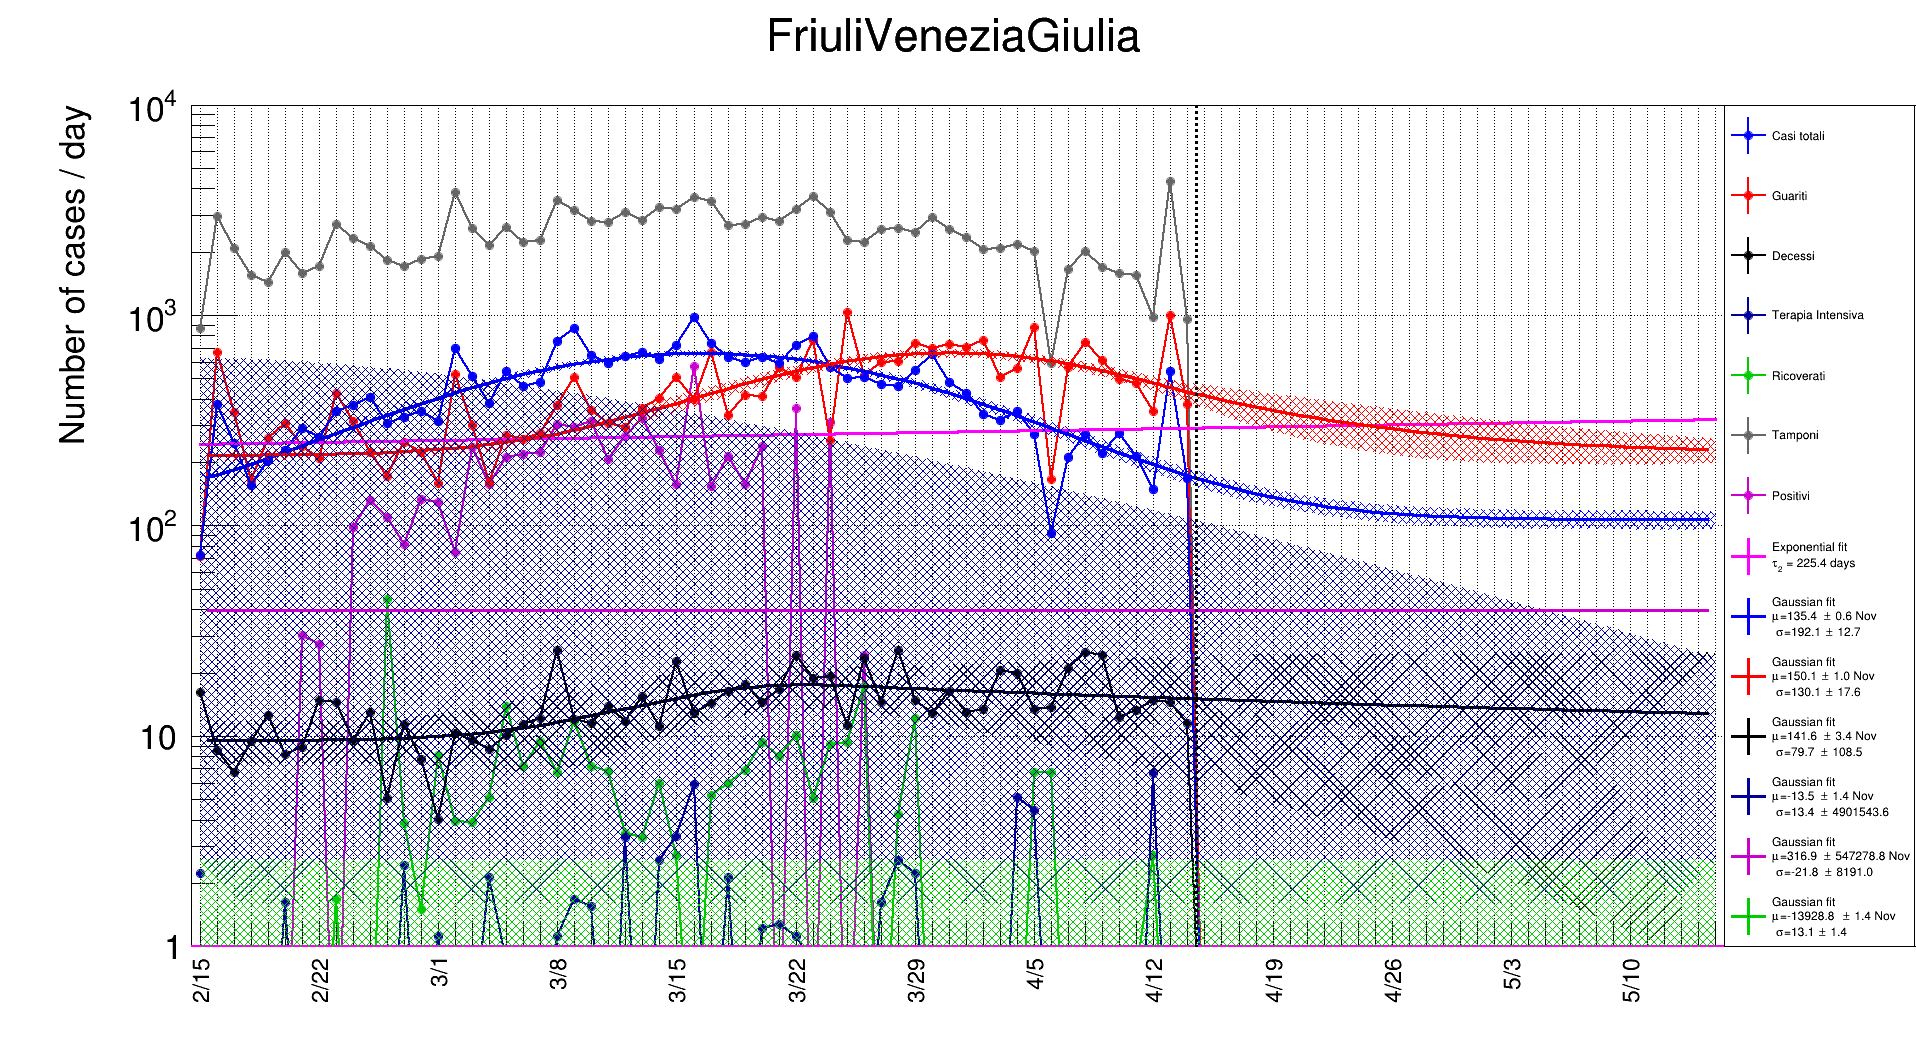 FriuliVeneziaGiulia
Number of cases / day
10^4
10^3
10^2
10
1
2/15
2/22
3/1
3/8
3/15
3/22
3/29
4/5
4/12
4/19
4/26
5/3
5/10
Casi totali
Guariti
Decessi
Terapia Intensiva
Ricoverati
Tamponi
Positivi
Exponential fit
τ2 = 225.4 days
Gaussian fit
μ=135.4 ± 0.6 Nov
σ=192.1 ± 12.7
Gaussian fit
μ=150.1 ± 1.0 Nov
σ=130.1 ± 17.6
Gaussian fit
μ=141.6 ± 3.4 Nov
σ=79.7 ± 108.5
Gaussian fit
μ=-13.5 ± 1.4 Nov
σ=13.4 ± 4901543.6
Gaussian fit
μ=316.9 ± 547278.8 Nov
σ=-21.8 ± 8191.0
Gaussian fit
μ=-13928.8 ± 1.4 Nov
σ=13.1 ± 1.4